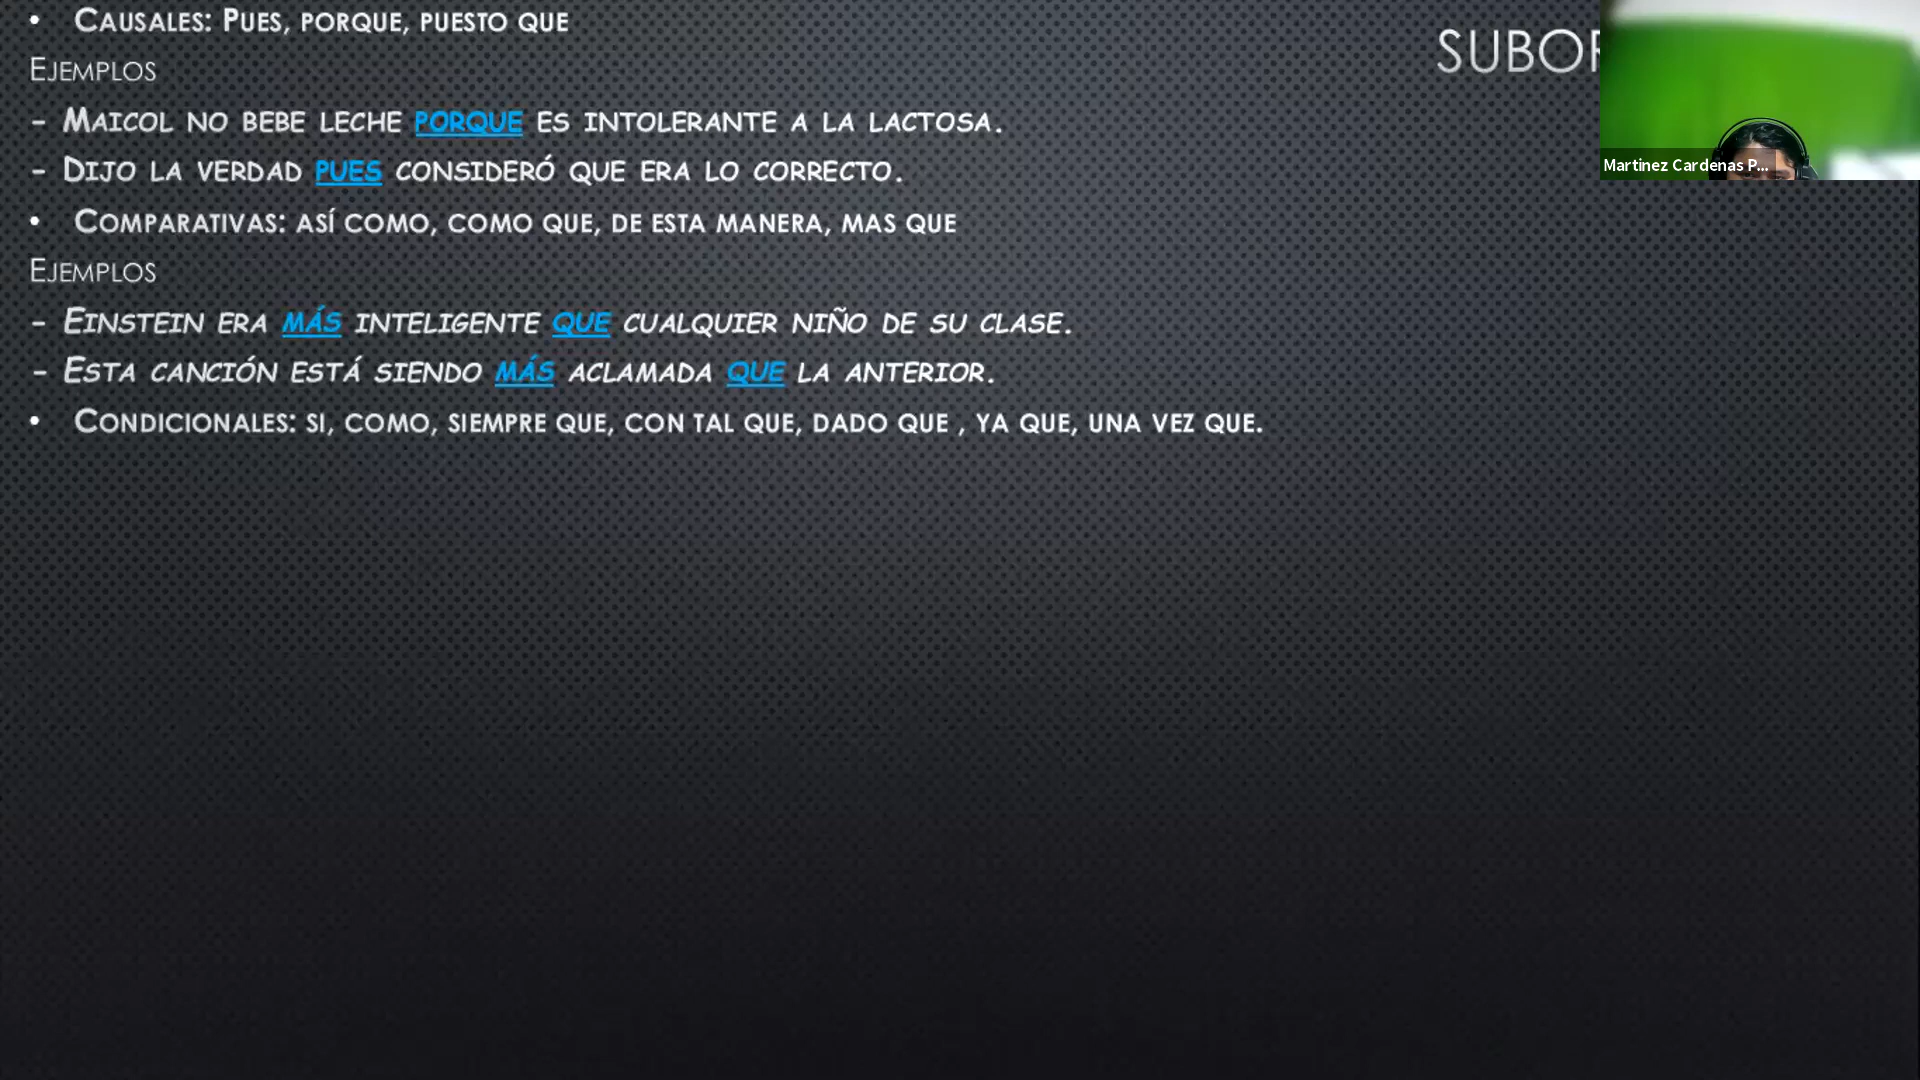 SUBOR
• CAUSALES: PUES, PORQUE, PUESTO QUE
EJEMPLOS
- MAICOL NO BEBE LECHE PORQUE ES INTOLERANTE A LA LACTOSA.
- DIJO LA VERDAD PUES CONSIDERÓ QUE ERA LO CORRECTO.
• COMPARATIVAS: ASÍ COMO, COMO QUE, DE ESTA MANERA, MAS QUE
EJEMPLOS
- EINSTEIN ERA MÁS INTELIGENTE QUE CUALQUIER NIÑO DE SU CLASE.
- ESTA CANCIÓN ESTÁ SIENDO MÁS ACLAMADA QUE LA ANTERIOR.
• CONDICIONALES: SI, COMO, SIEMPRE QUE, CON TAL QUE, DADO QUE , YA QUE, UNA VEZ QUE.
Martinez Cardenas P...